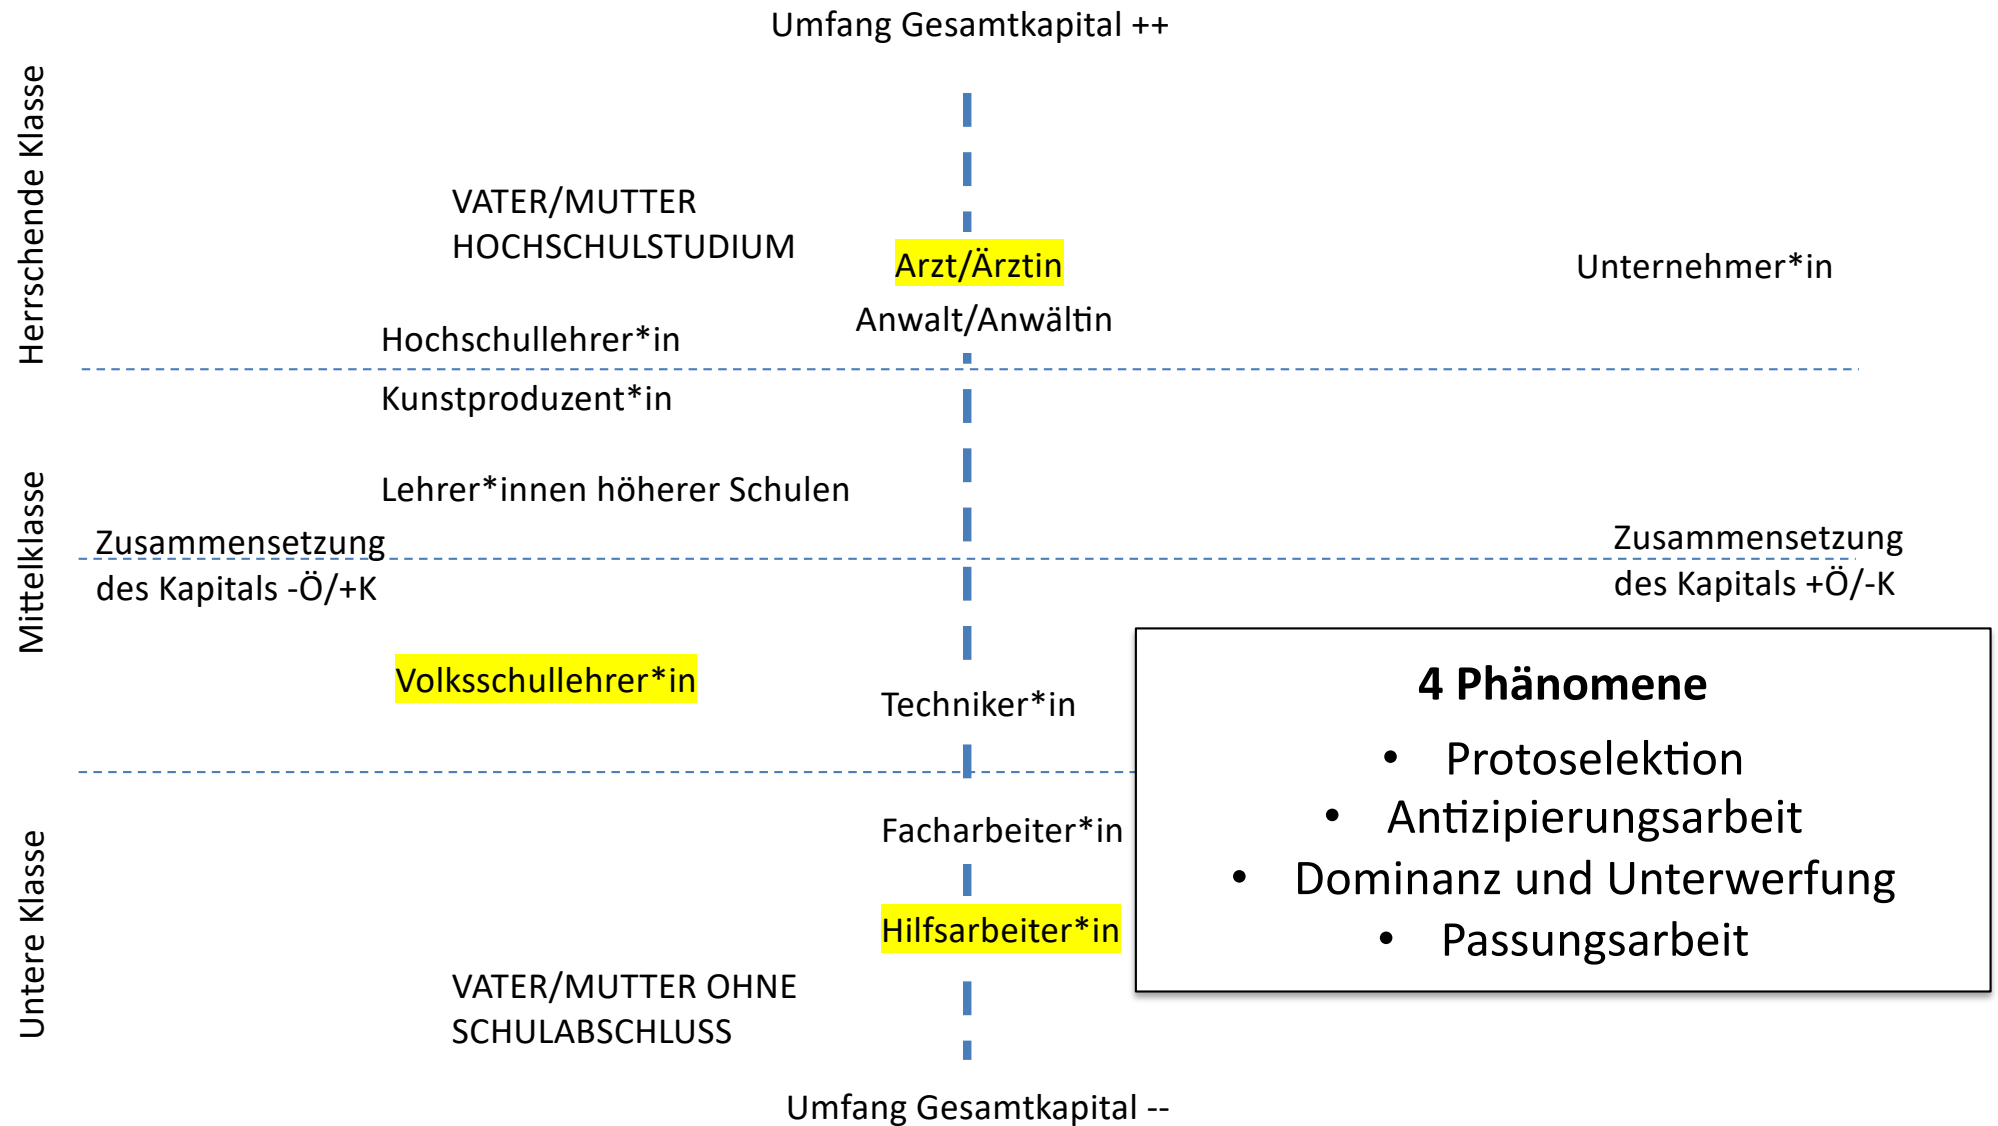 Umfang Gesamtkapital ++
Herrschende Klasse
VATER/MUTTER
HOCHSCHULSTUDIUM
Arzt/Ärztin
Unternehmer*in
Anwalt/Anwältin
Hochschullehrer*in
Kunstproduzent*in
Mittelklasse
Lehrer*innen höherer Schulen
Zusammensetzung
des Kapitals -Ö/+K
Zusammensetzung
des Kapitals +Ö/-K
Volksschullehrer*in
Techniker*in
4 Phänomene
• Protoselektion
• Antizipierungsarbeit
• Dominanz und Unterwerfung
• Passungsarbeit
Untere Klasse
Facharbeiter*in
Hilfsarbeiter*in
VATER/MUTTER OHNE
SCHULABSCHLUSS
Umfang Gesamtkapital --